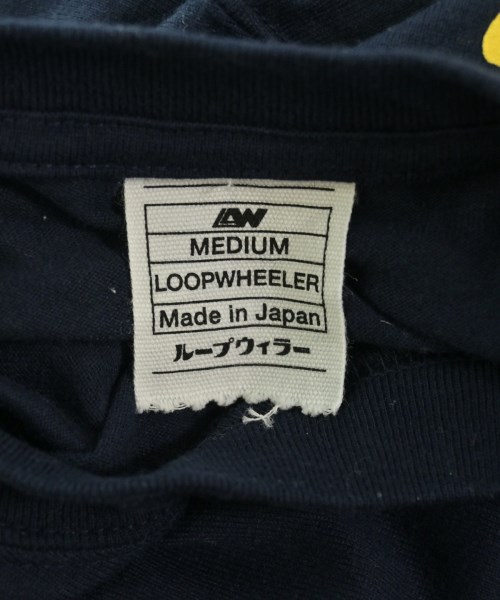 LW
MEDIUM
LOOPWHEELER
Made in Japan
ループウィラー